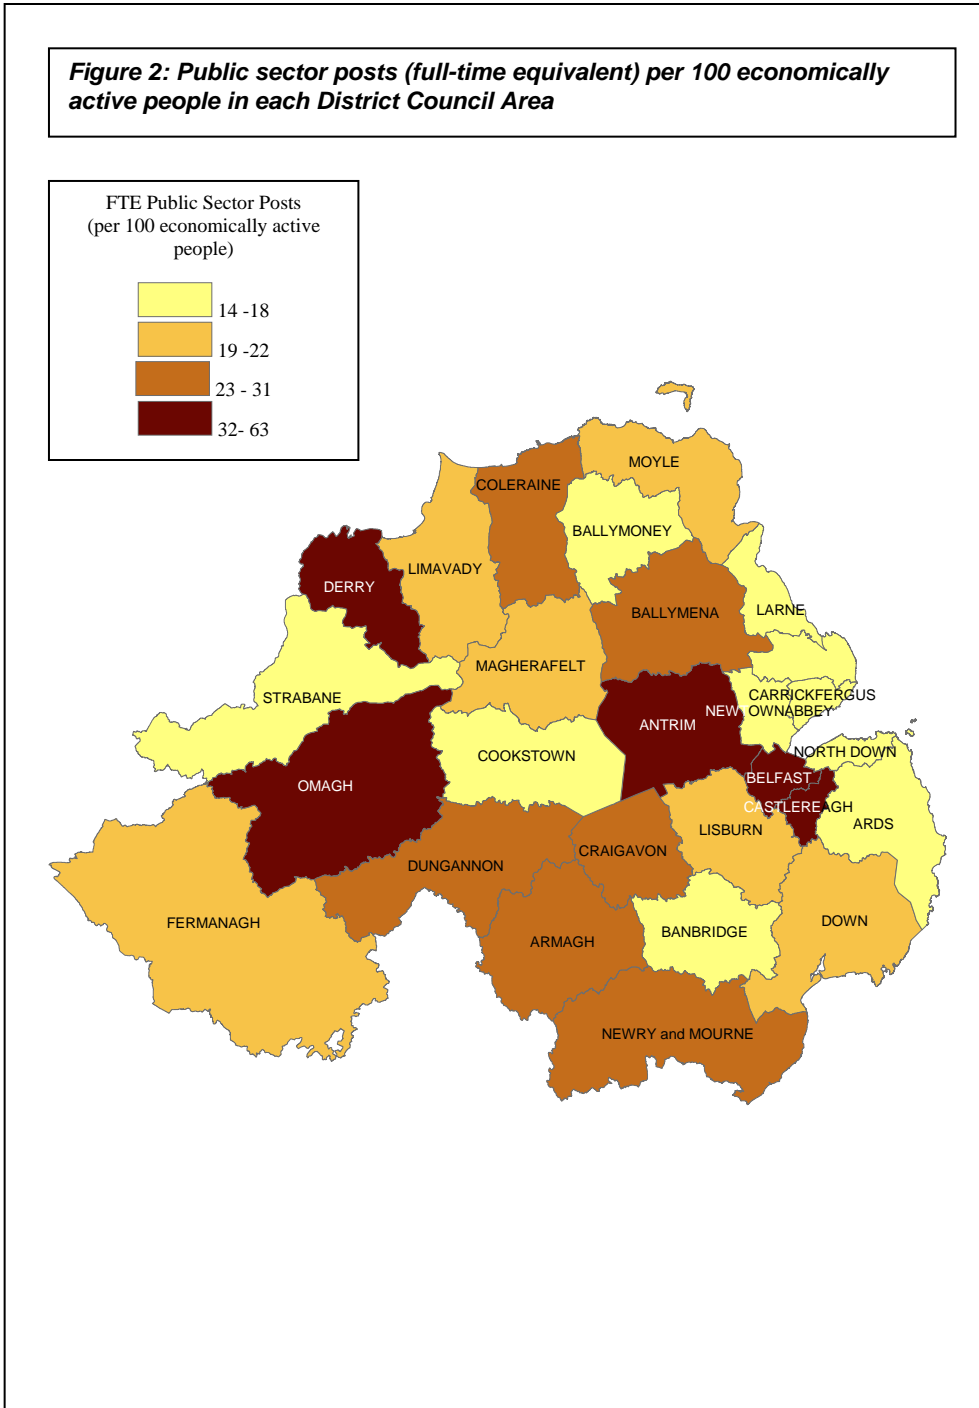 Figure 2: Public sector posts (full-time equivalent) per 100 economically
active people in each District Council Area
FTE Public Sector Posts
(per 100 economically active
people)
14 -18
19 -22
23 - 31
32- 63
MOYLE
COLERAINE
BALLYMONEY
LIMAVADY
DERRY
LARNE
BALLYMENA
MAGHERAFELT
STRABANE
CARRICKFERGUS
NEWTOWNABBEY
ANTRIM
NORTH DOWN
COOKSTOWN
BELFAST
OMAGH
CASTLEREAGH
ARDS
LISBURN
CRAIGAVON
DUNGANNON
FERMANAGH
DOWN
BANBRIDGE
ARMAGH
NEWRY and MOURNE